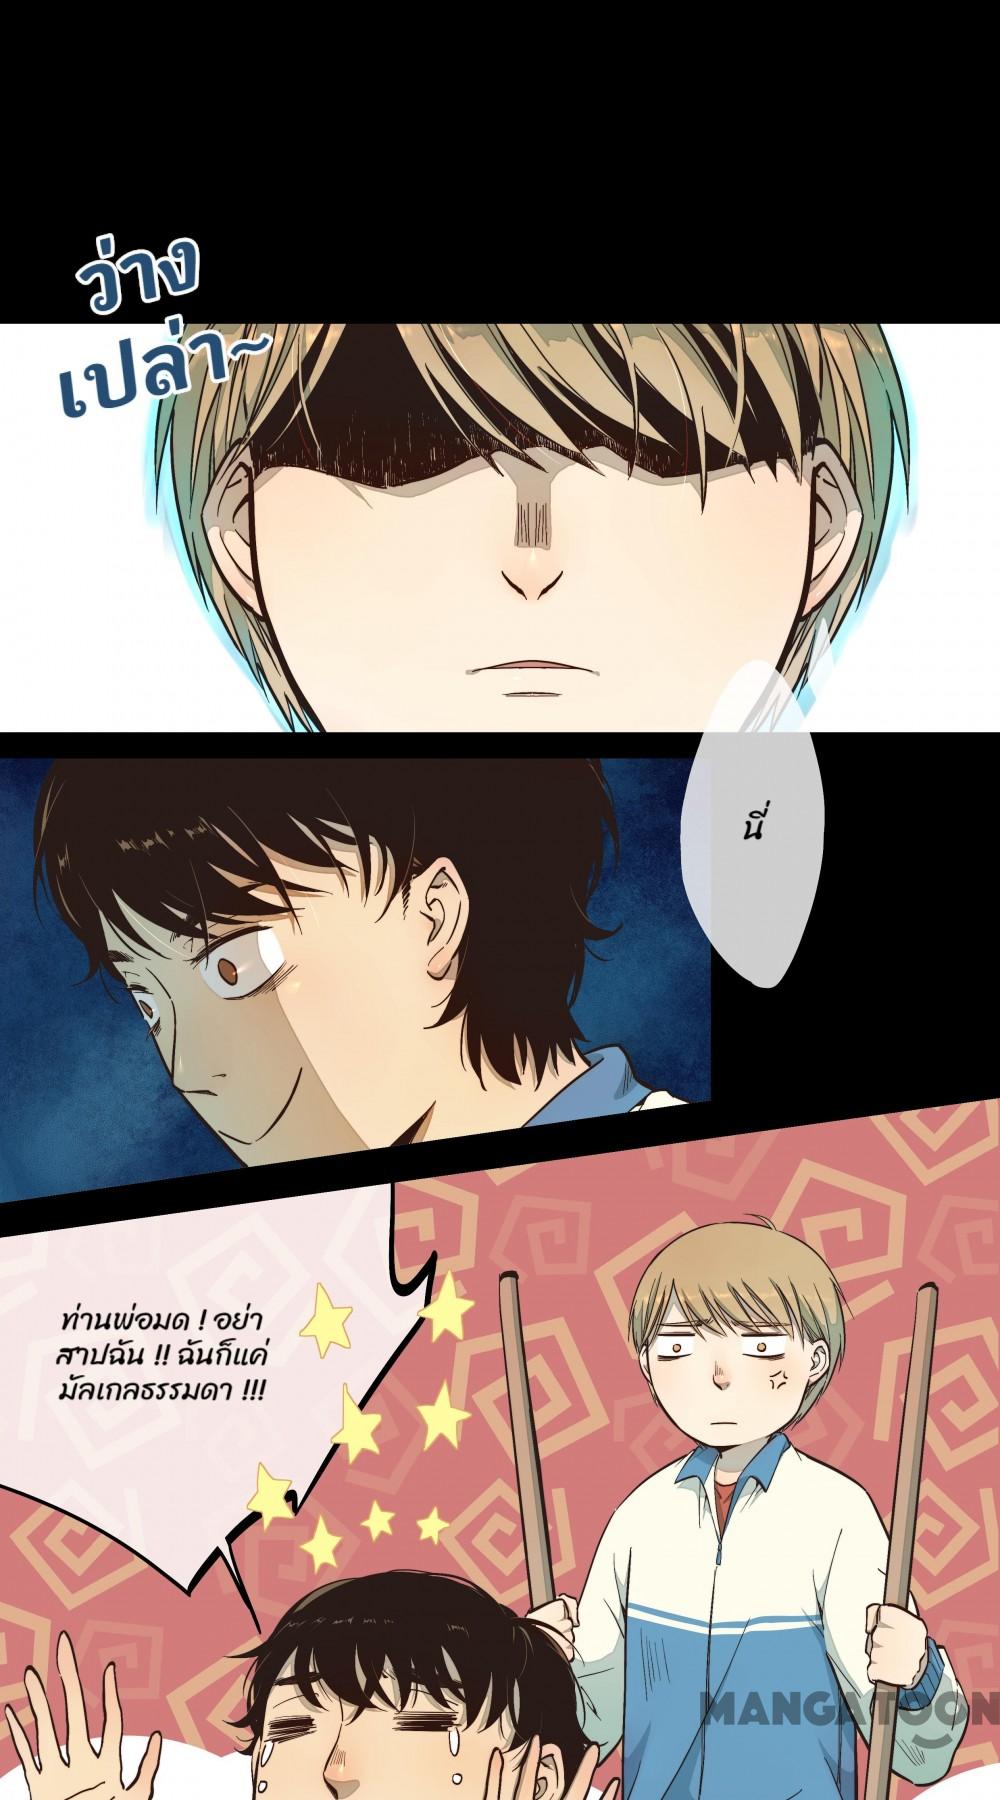 ว่าง
เปล่า~
นี่
ท่านพ่อมด ! อย่า
สาปฉัน !! ฉันก็แค่
มัลเกลธรรมดา !!!
MANGATOON